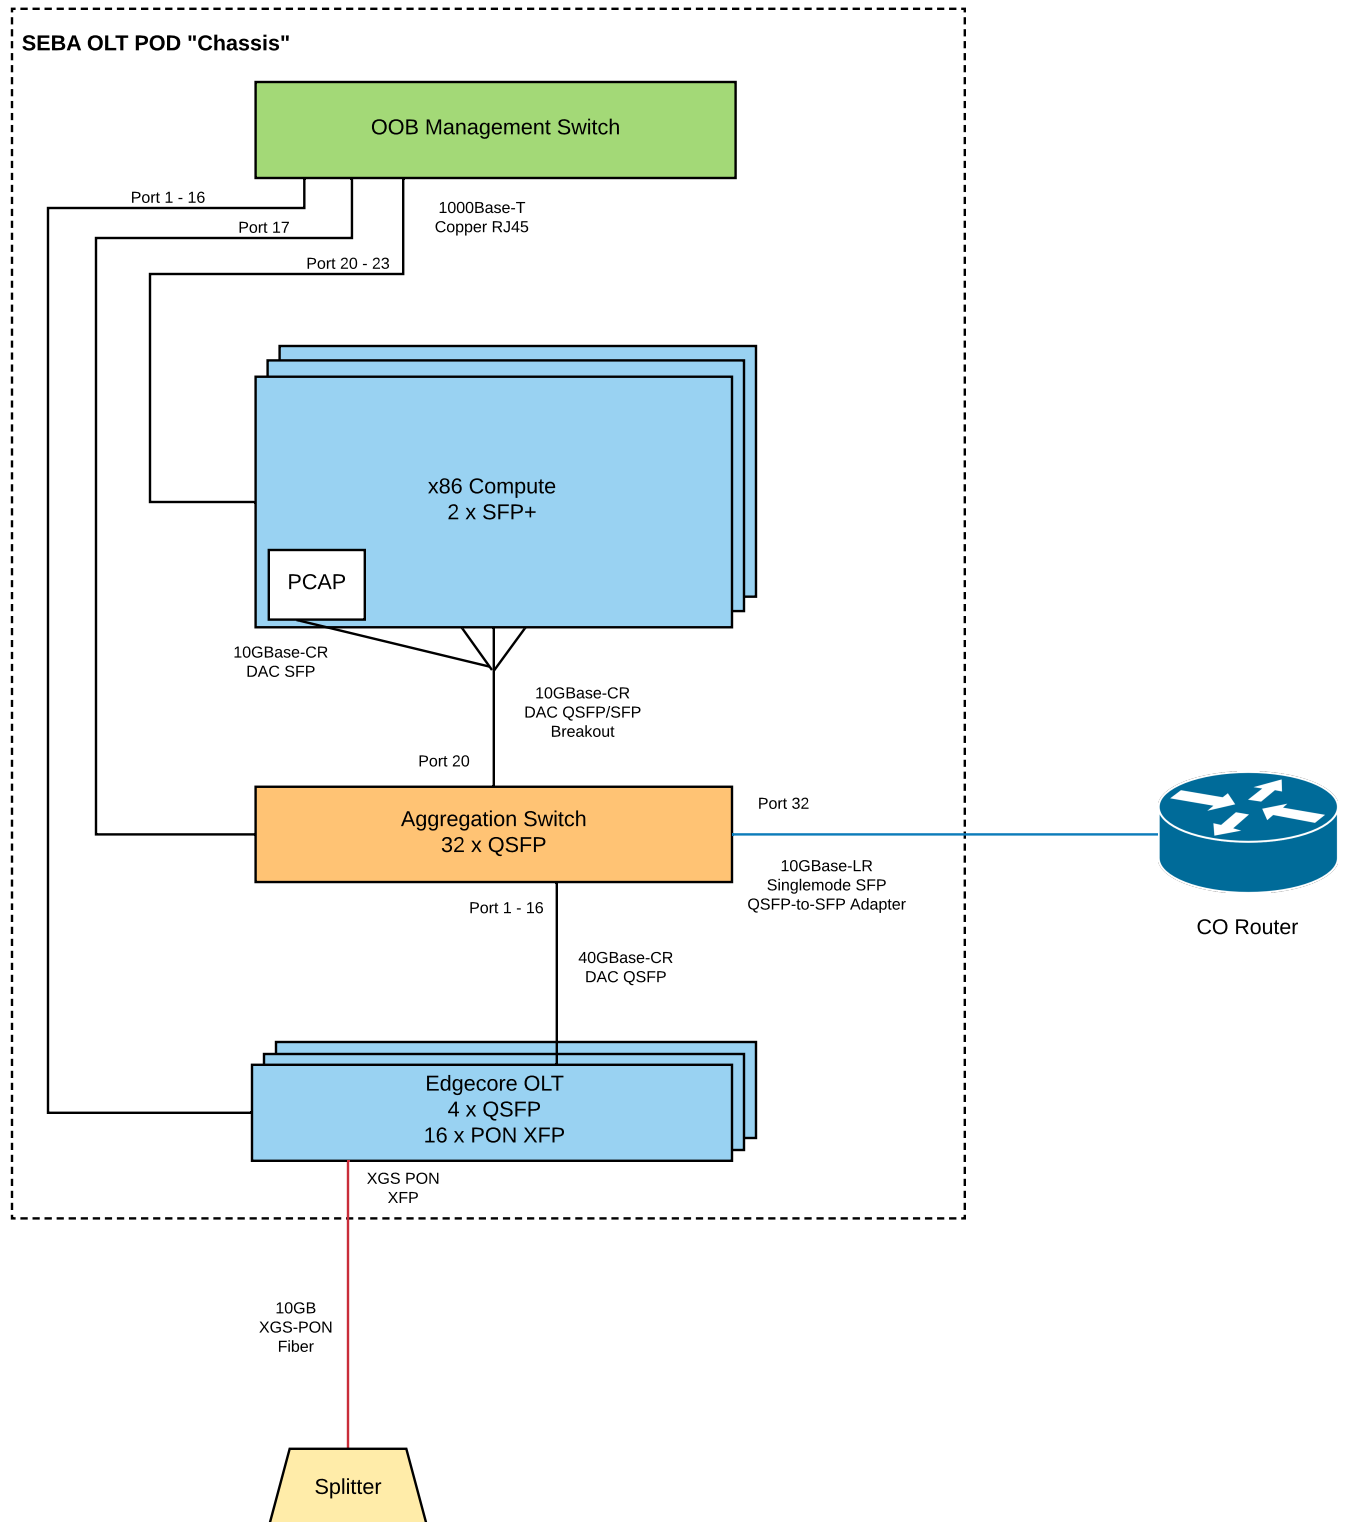 SEBA OLT POD "Chassis"
OOB Management Switch
Port 1 - 16
Port 17
Port 20 - 23
1000Base-T
Copper RJ45
x86 Compute
2 x SFP+
PCAP
10GBase-CR
DAC SFP
10GBase-CR
DAC QSFP/SFP
Breakout
Port 20
Aggregation Switch
32 x QSFP
Port 32
10GBase-LR
Singlemode SFP
QSFP-to-SFP Adapter
CO Router
Port 1 - 16
40GBase-CR
DAC QSFP
Edgecore OLT
4 x QSFP
16 x PON XFP
XGS PON
XFP
10GB
XGS-PON
Fiber
Splitter